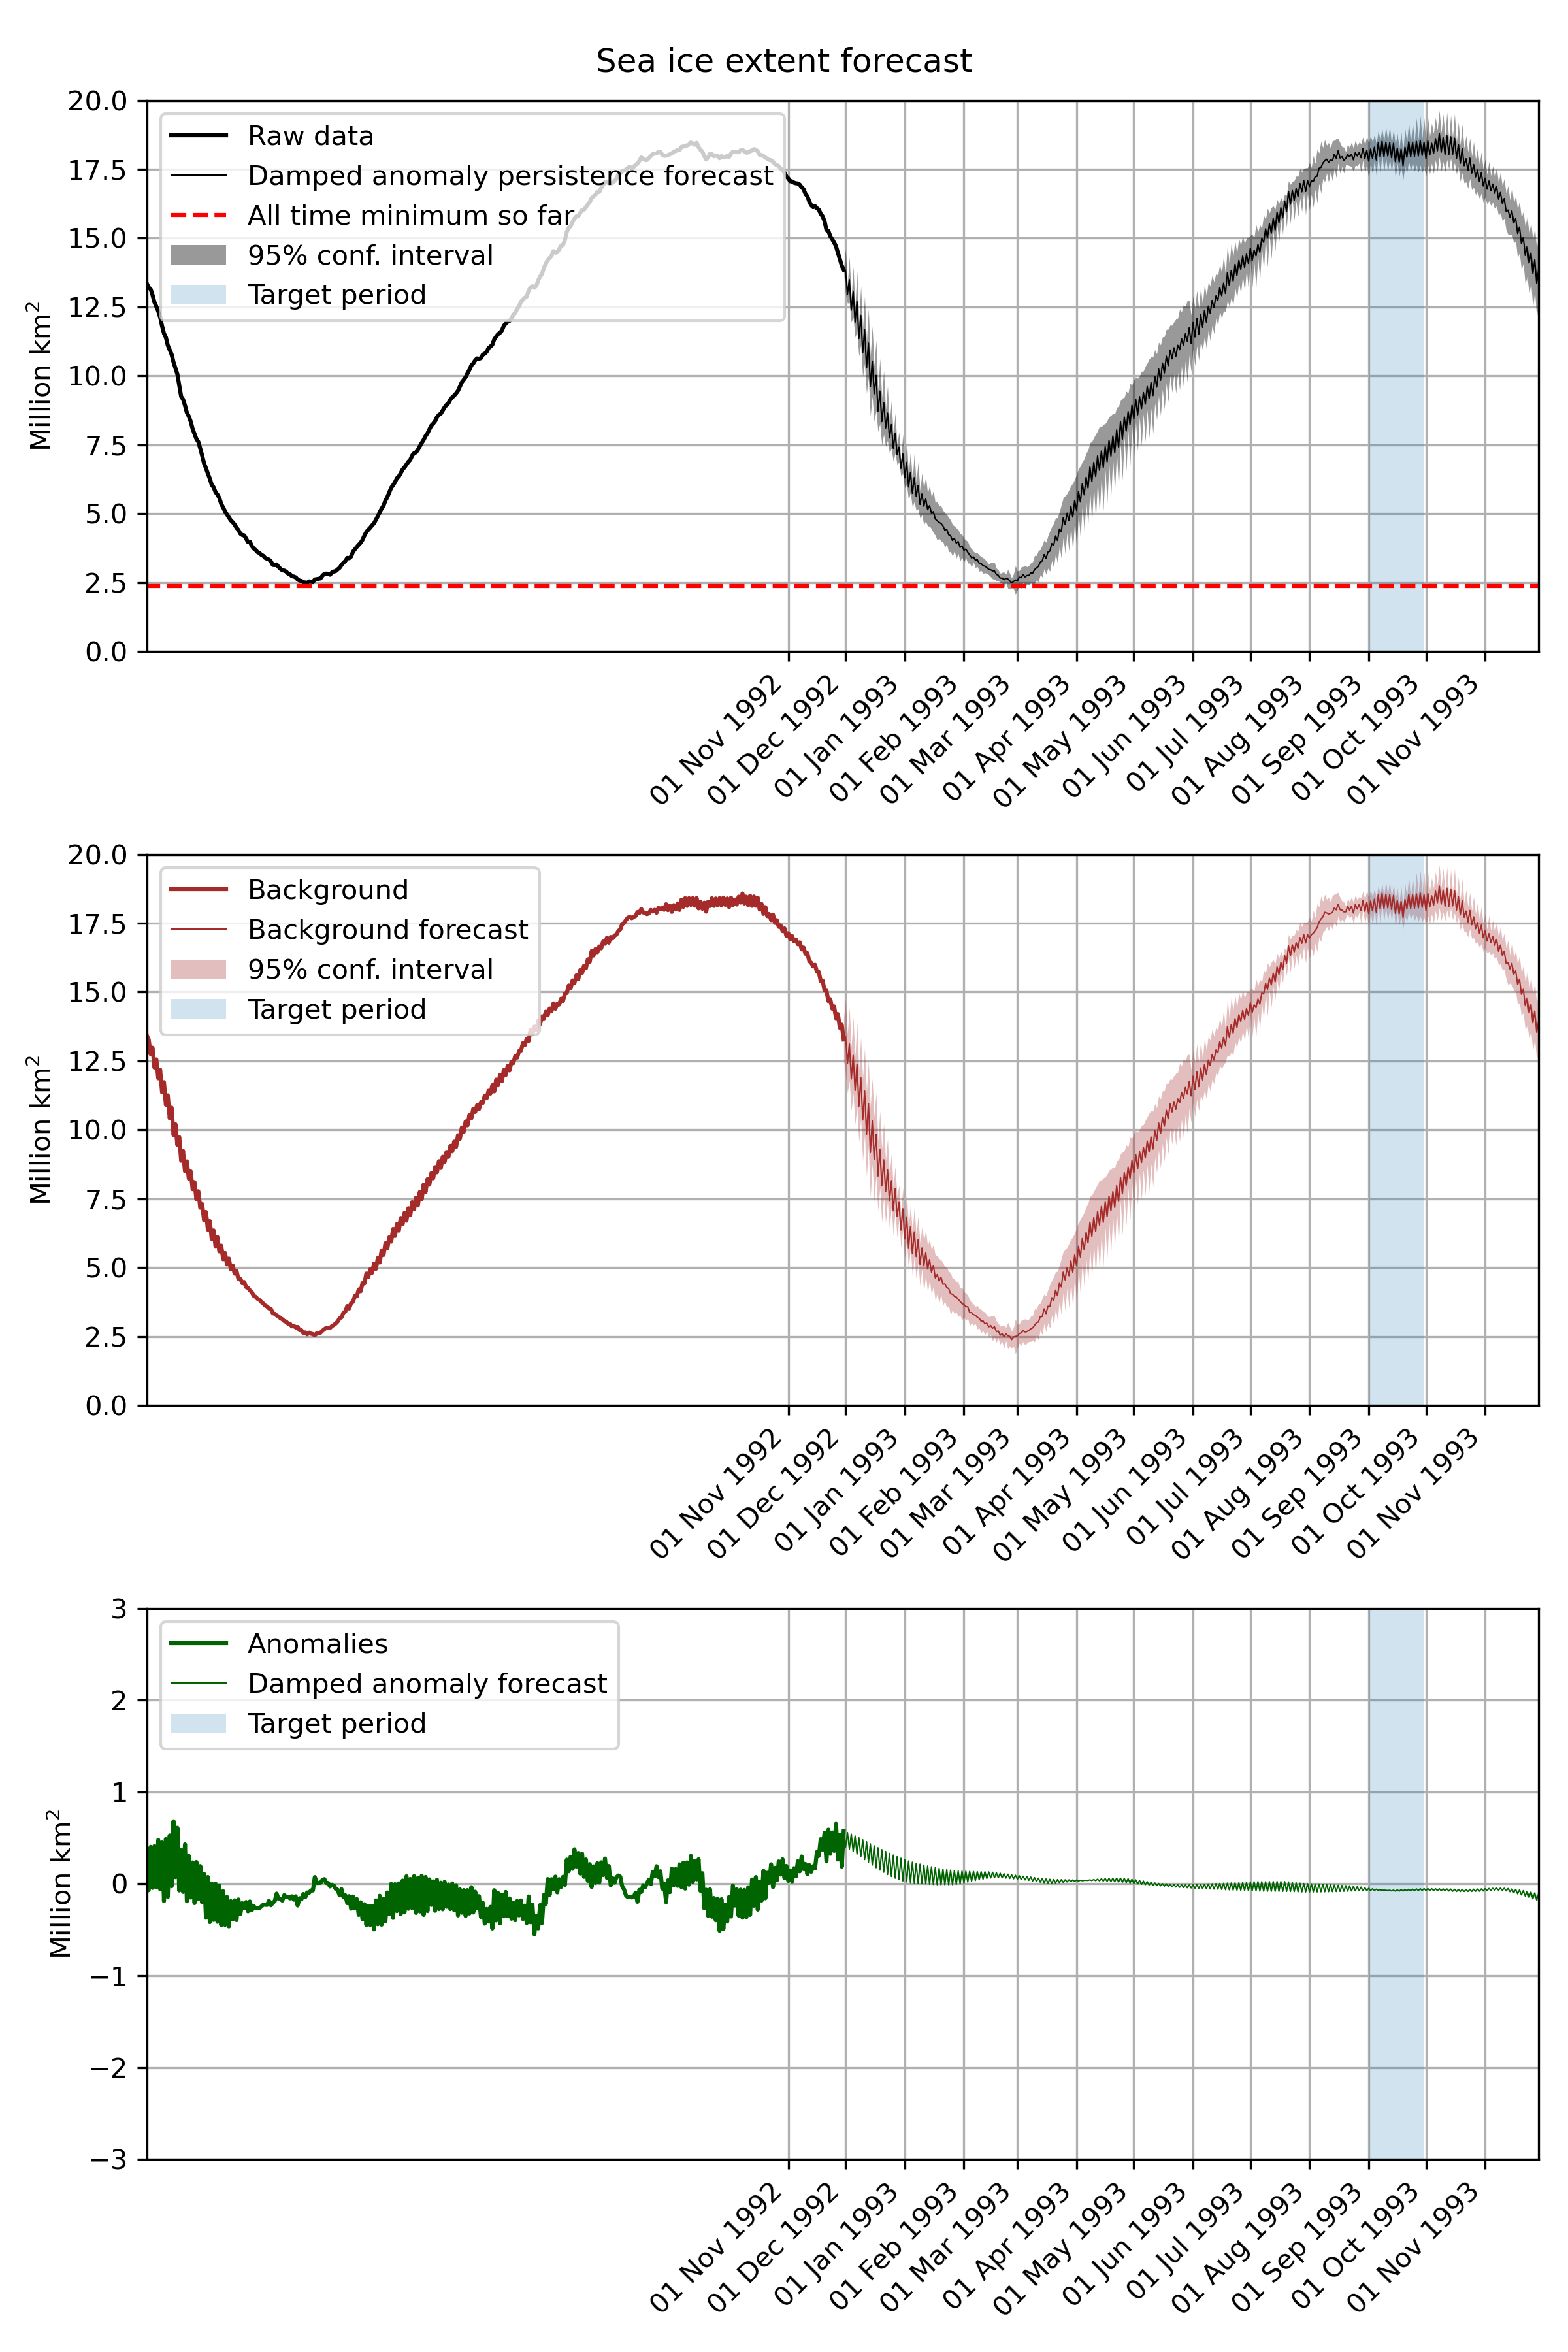 Sea ice extent forecast
20.0
17.5
15.0
12.5
10.0
7.5
5.0
2.5
0.0
Million km²
Raw data
Damped anomaly persistence forecast
All time minimum so far
95% conf. interval
Target period
01 Nov 1992
01 Dec 1992
01 Jan 1993
01 Feb 1993
01 Mar 1993
01 Apr 1993
01 May 1993
01 Jun 1993
01 Jul 1993
01 Aug 1993
01 Sep 1993
01 Oct 1993
01 Nov 1993
20.0
17.5
15.0
12.5
10.0
7.5
5.0
2.5
0.0
Million km²
Background
Background forecast
95% conf. interval
Target period
01 Nov 1992
01 Dec 1992
01 Jan 1993
01 Feb 1993
01 Mar 1993
01 Apr 1993
01 May 1993
01 Jun 1993
01 Jul 1993
01 Aug 1993
01 Sep 1993
01 Oct 1993
01 Nov 1993
3
2
1
0
−1
−2
−3
Million km²
Anomalies
Damped anomaly forecast
Target period
01 Nov 1992
01 Dec 1992
01 Jan 1993
01 Feb 1993
01 Mar 1993
01 Apr 1993
01 May 1993
01 Jun 1993
01 Jul 1993
01 Aug 1993
01 Sep 1993
01 Oct 1993
01 Nov 1993